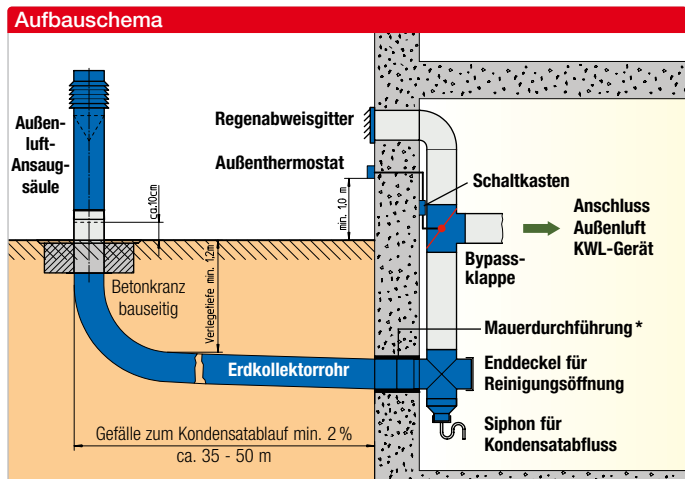 Aufbauschema
Außen-
luft-
Ansaug-
säule
ca.10cm
Regenabweisgitter
Außenthermostat
min. 1,0 m
Schaltkasten
Anschluss
Außenluft
KWL-Gerät
Bypass-
klappe
Betonkranz
bauseitig
Verlegetiefe min. 1,2m
Mauerdurchführung *
Erdkollektorrohr
Enddeckel für
Reinigungsöffnung
Siphon für
Kondensatabfluss
Gefälle zum Kondensatablauf min. 2 %
ca. 35 - 50 m